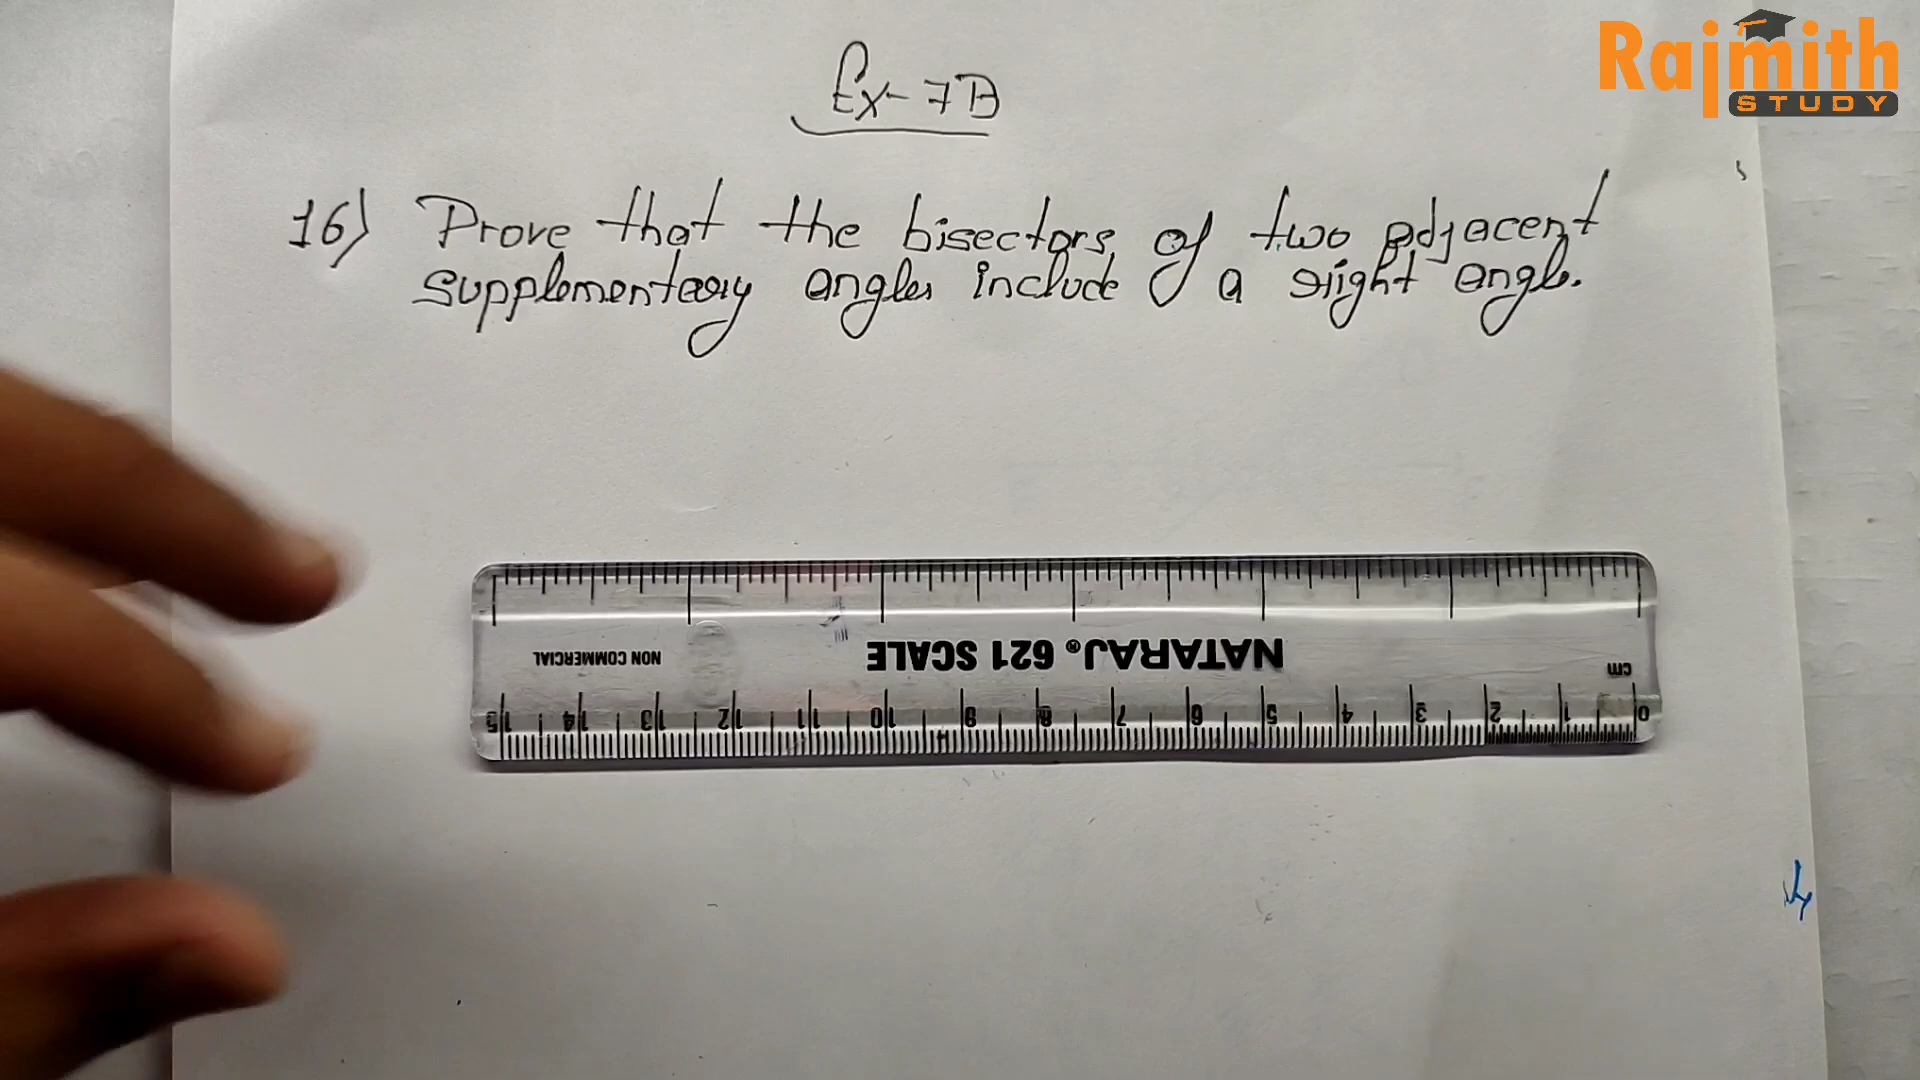 Rajmith
STUDY
Ex-7B
16) Prove that the bisectors of two adjacent
supplementary angles include a right angle.
NON COMMERCIAL
NATARAJ® 621 SCALE
cm
15 14 13 12 11 10 9 8 7 6 5 4 3 2 1 0